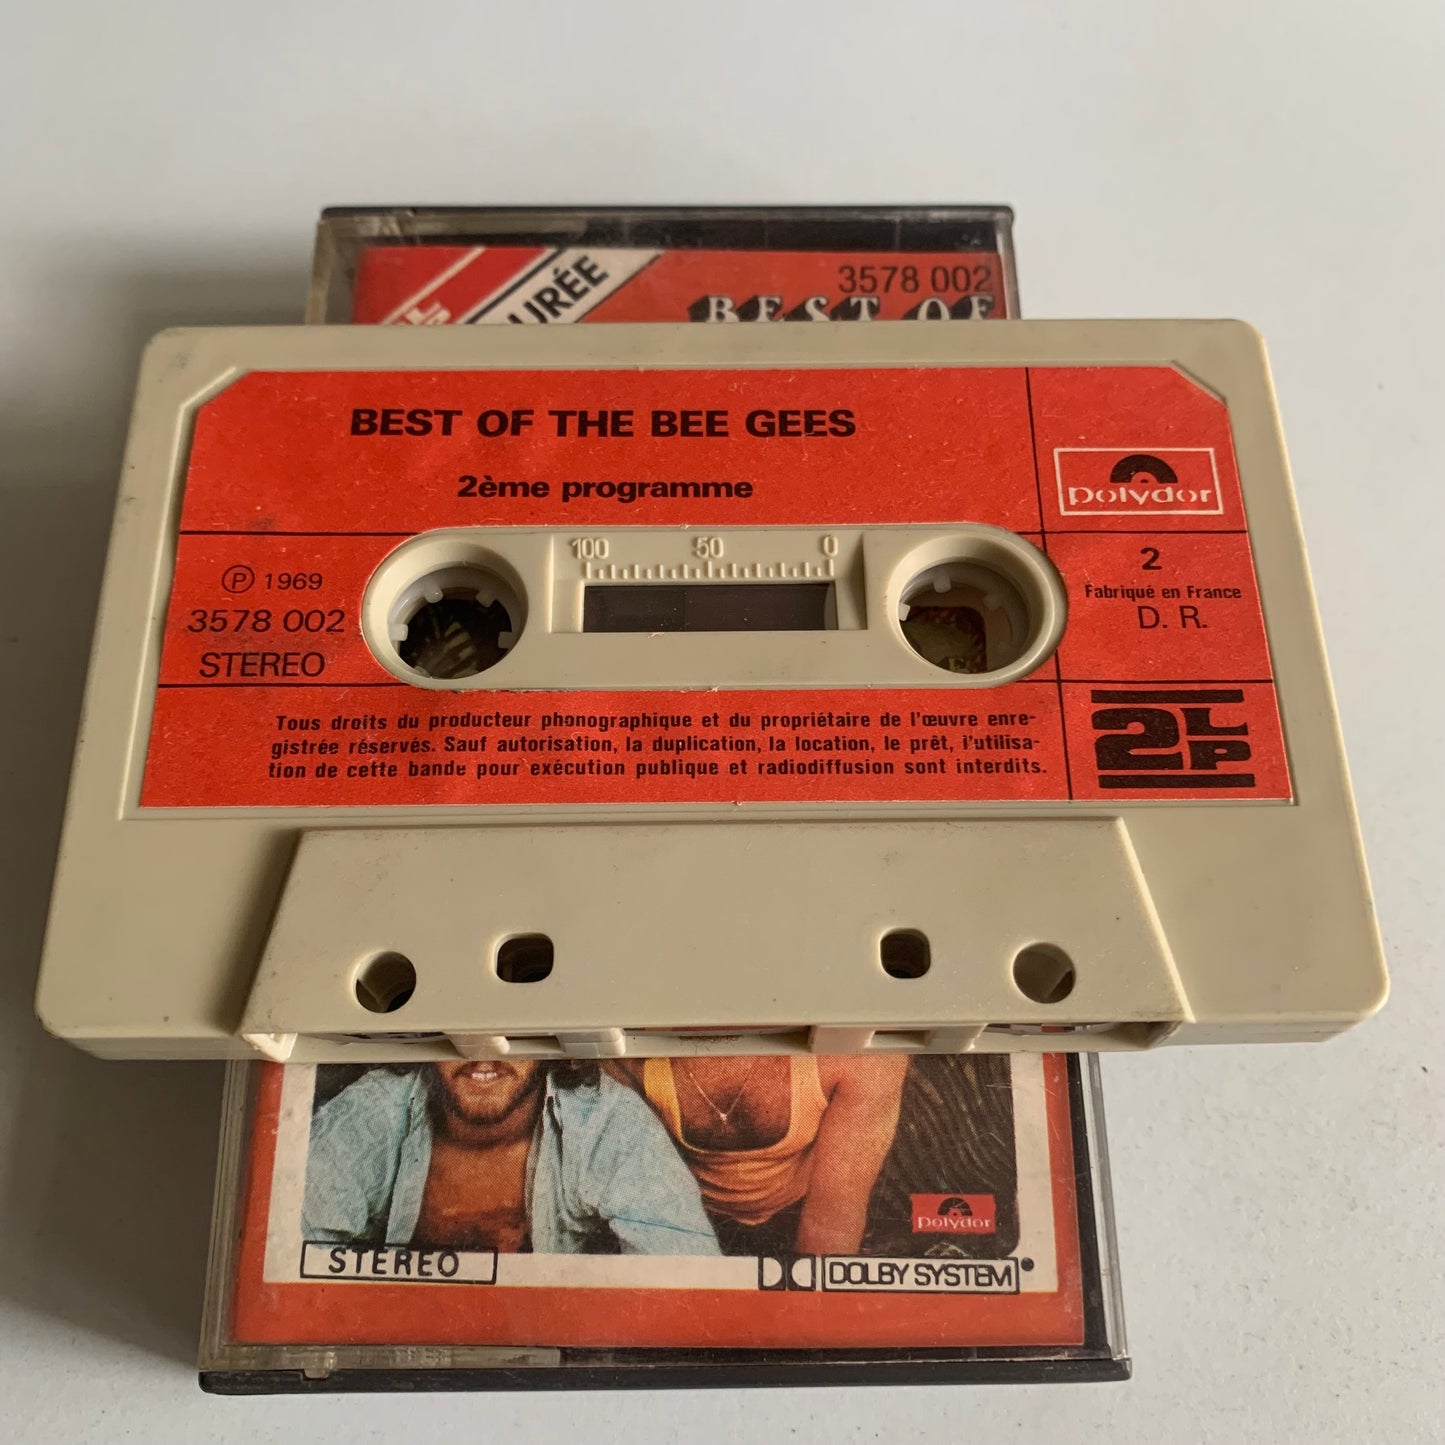 URÉE
3578 002
BEST OF
BEST OF THE BEE GEES
2ème programme
polydor
℗ 1969
3578 002
STEREO
100 50 0
2
Fabriqué en France
D. R.
Tous droits du producteur phonographique et du propriétaire de l'œuvre enre-
gistrée réservés. Sauf autorisation, la duplication, la location, le prêt, l'utilisa-
tion de cette bande pour exécution publique et radiodiffusion sont interdits.
2LP
polydor
STEREO
DOLBY SYSTEM